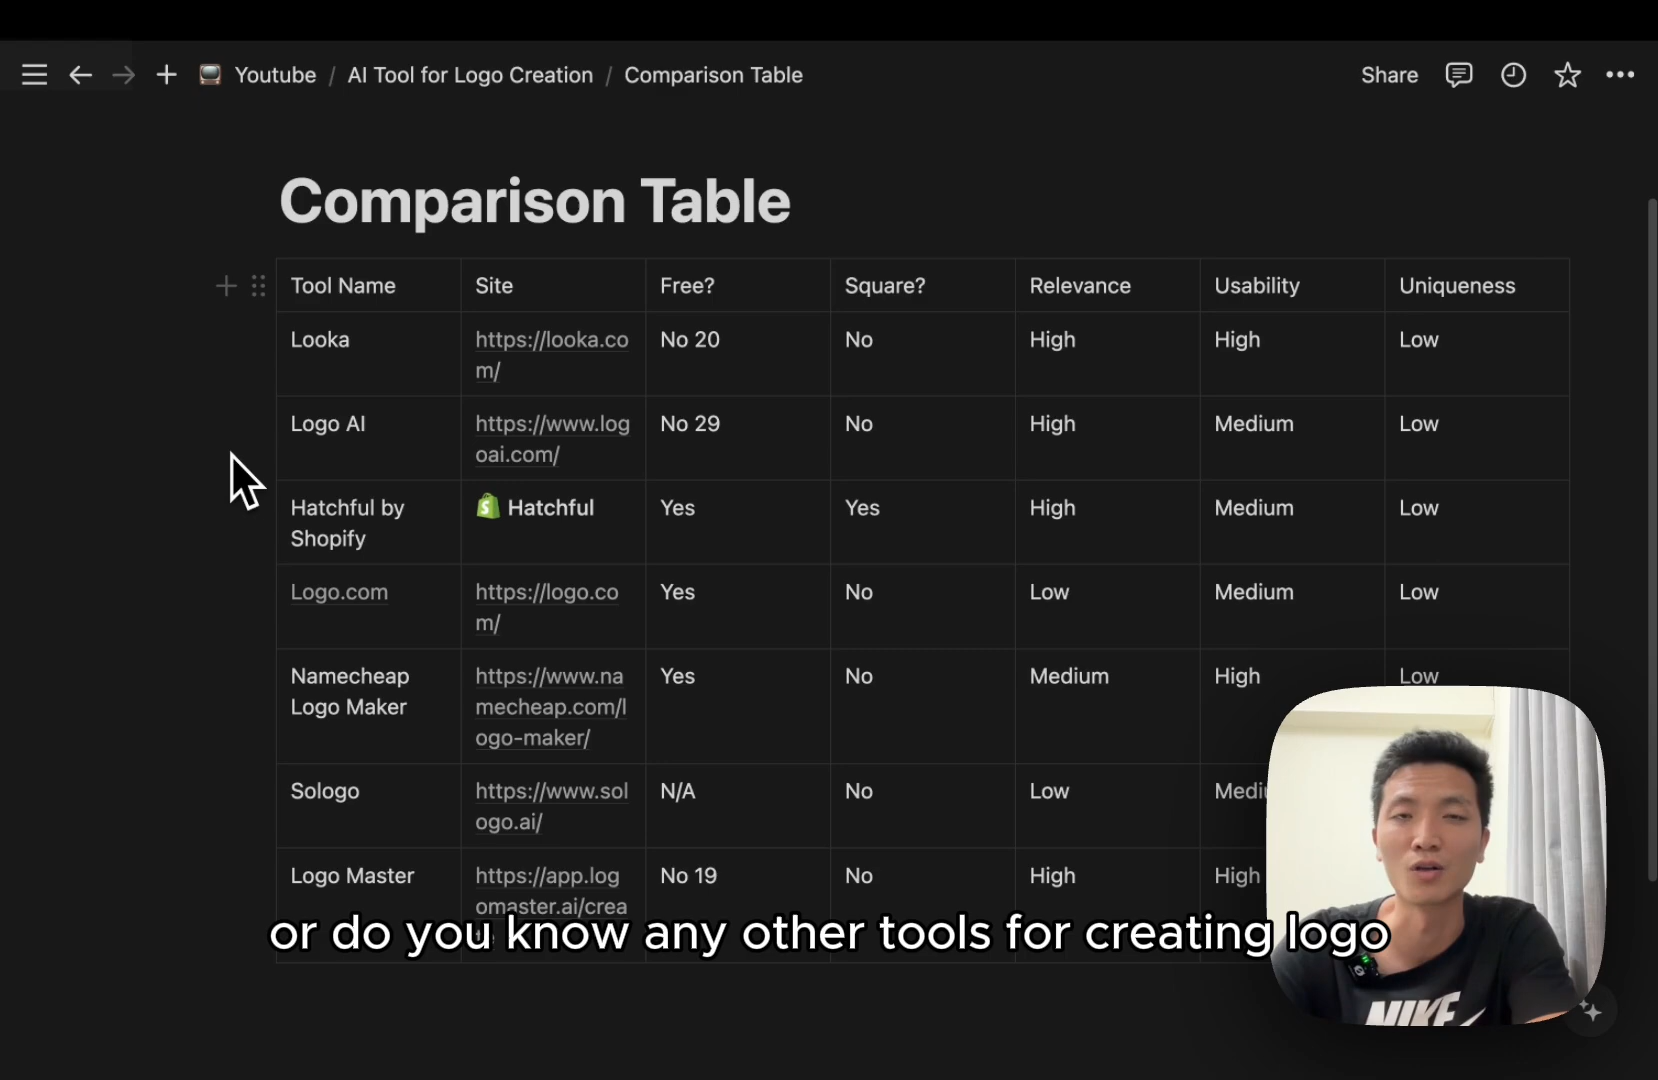 Youtube / AI Tool for Logo Creation / Comparison Table
Share
Comparison Table
Tool Name Site Free? Square? Relevance Usability Uniqueness
Looka https://looka.co No 20 No High High Low
m/
Logo AI https://www.log No 29 No High Medium Low
oai.com/
Hatchful by Hatchful Yes Yes High Medium Low
Shopify
Logo.com https://logo.co Yes No Low Medium Low
m/
Namecheap https://www.na Yes No Medium High Low
Logo Maker mecheap.com/l
ogo-maker/
Sologo https://www.sol N/A No Low
ogo.ai/
Logo Master https://app.log No 19 No High High
omaster.ai/crea
or do you know any other tools for creating logo
NIKE